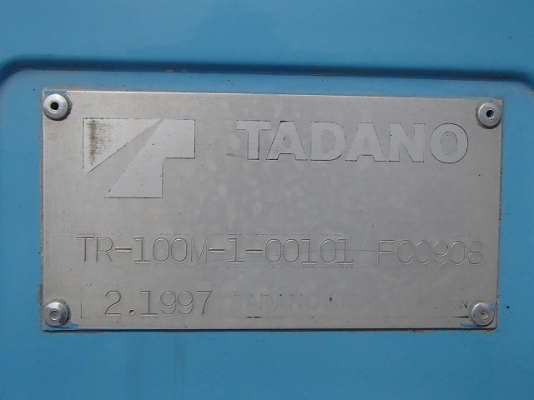 TADANO
TR-100M-1-00101 FC0908
2.1997 TADANO